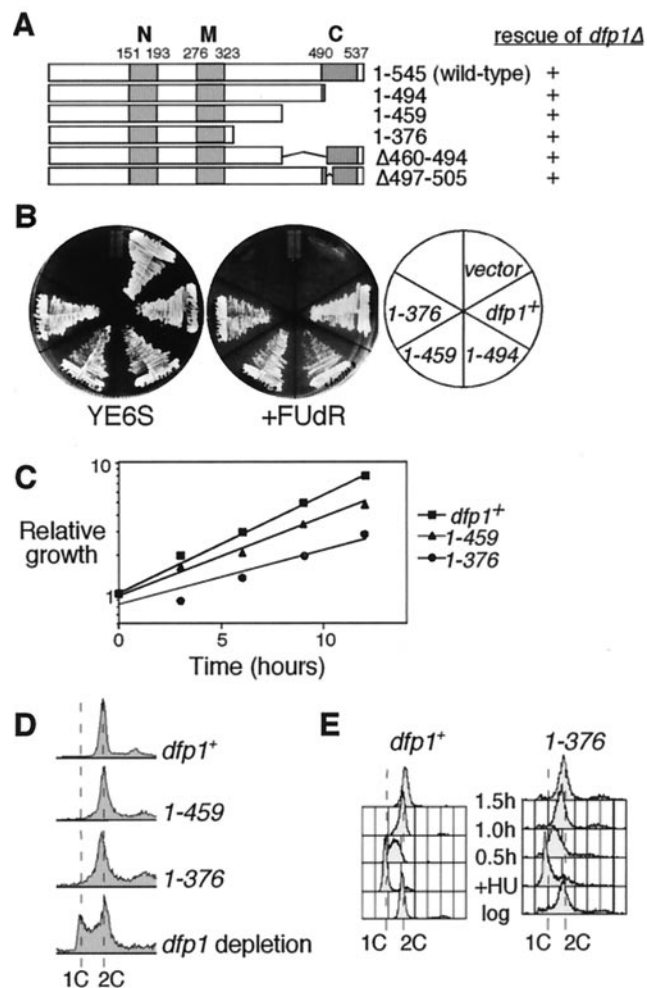 A
N M C
rescue of dfp1Δ
151 193 276 323 490 537
1-545 (wild-type) +
1-494 +
1-459 +
1-376 +
Δ460-494 +
Δ497-505 +
B
vector
dfp1+
1-494
1-459
1-376
YE6S
+FUdR
C
10
Relative
growth
1
0 5 10
Time (hours)
dfp1+
1-459
1-376
D
dfp1+
1-459
1-376
dfp1 depletion
1C 2C
E
dfp1+ 1-376
1.5h
1.0h
0.5h
+HU
log
1C 2C 1C 2C